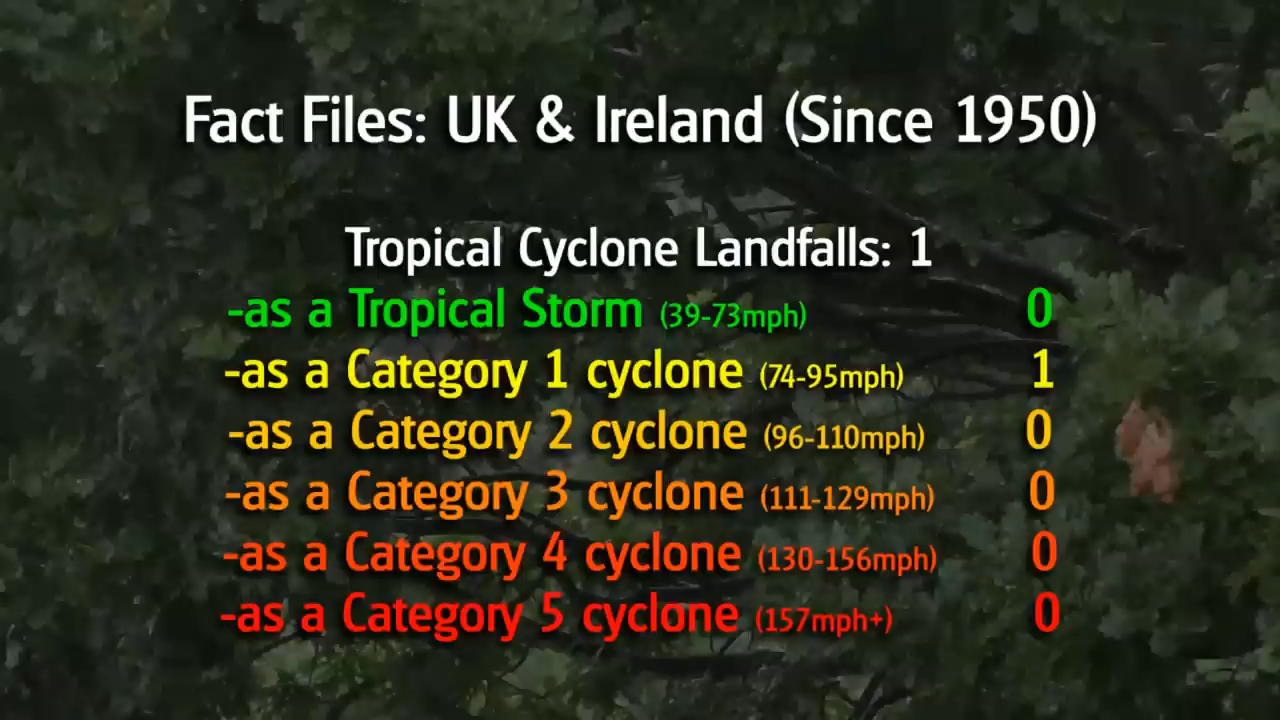 Fact Files: UK & Ireland (Since 1950)
Tropical Cyclone Landfalls: 1
-as a Tropical Storm (39-73mph) 0
-as a Category 1 cyclone (74-95mph) 1
-as a Category 2 cyclone (96-110mph) 0
-as a Category 3 cyclone (111-129mph) 0
-as a Category 4 cyclone (130-156mph) 0
-as a Category 5 cyclone (157mph+) 0